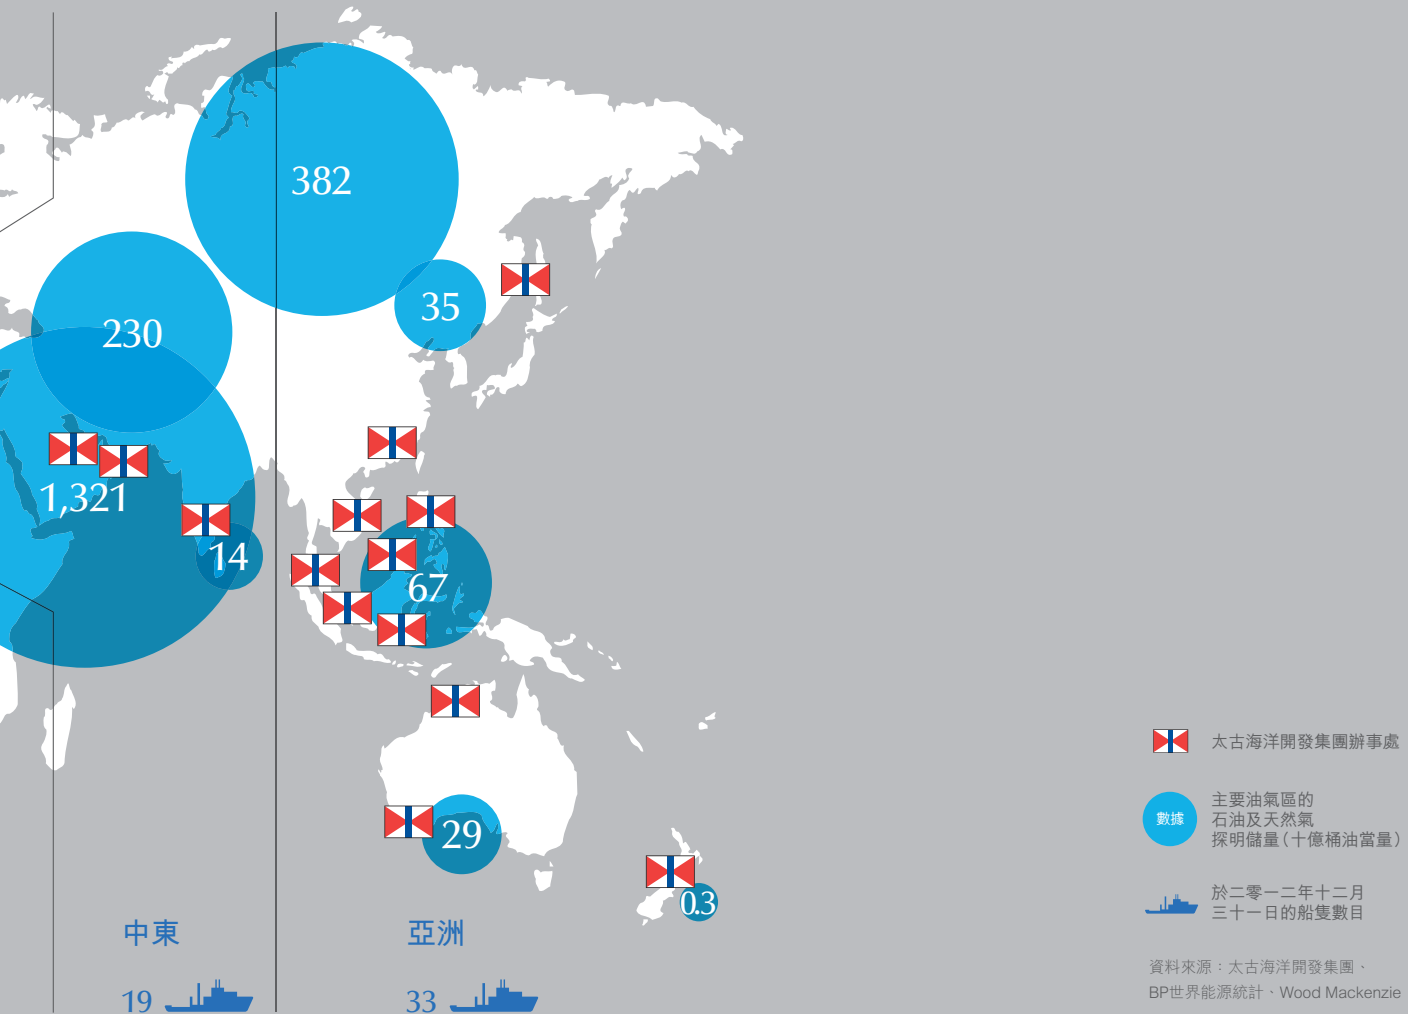 382
35
230
1,321
14
67
29
0.3
太古海洋開發集團辦事處
數據
主要油氣區的
石油及天然氣
探明儲量（十億桶油當量）
於二零一二年十二月
三十一日的船隻數目
中東
亞洲
19
33
資料來源：太古海洋開發集團、
BP世界能源統計、Wood Mackenzie